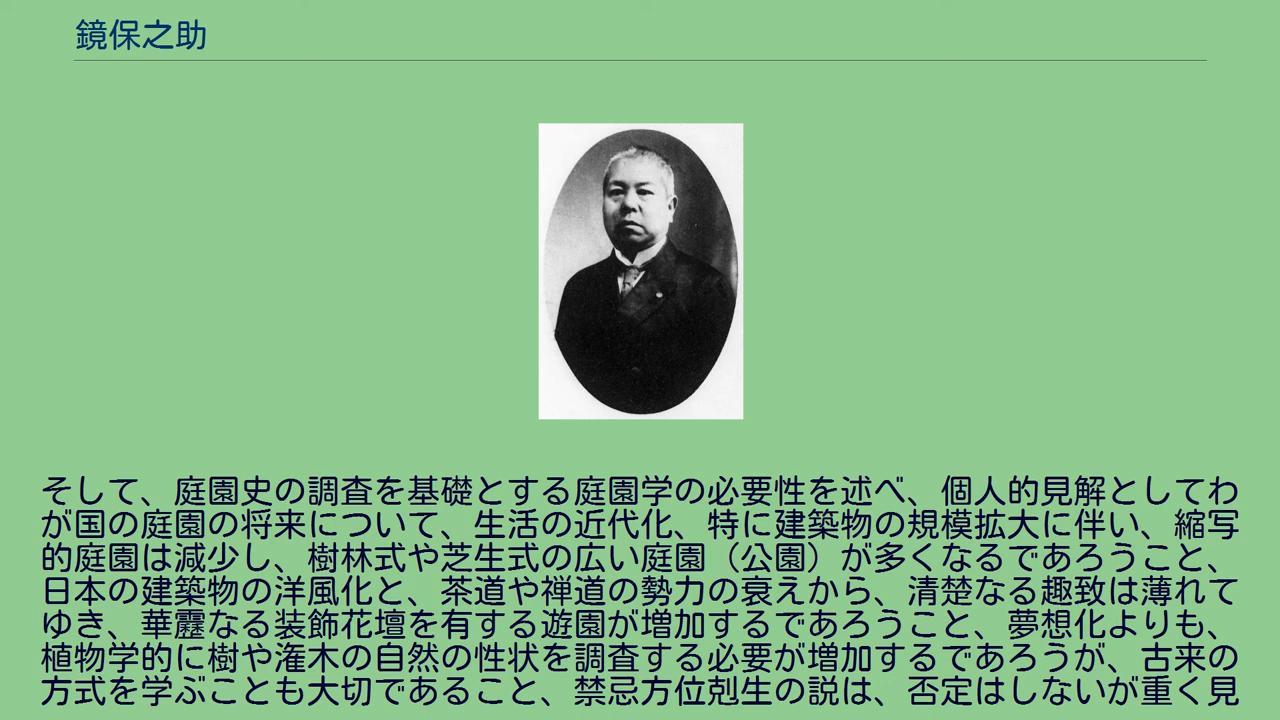 鏡保之助
そして、庭園史の調査を基礎とする庭園学の必要性を述べ、個人的見解としてわ
が国の庭園の将来について、生活の近代化、特に建築物の規模拡大に伴い、縮写
的庭園は減少し、樹林式や芝生式の広い庭園（公園）が多くなるであろうこと、
日本の建築物の洋風化と、茶道や禅道の勢力の衰えから、清楚なる趣致は薄れて
ゆき、華靡なる装飾花壇を有する遊園が増加するであろうこと、夢想化よりも、
植物学的に樹や潅木の自然の性状を調査する必要が増加するであろうが、古来の
方式を学ぶことも大切であること、禁忌方位剋生の説は、否定はしないが重く見